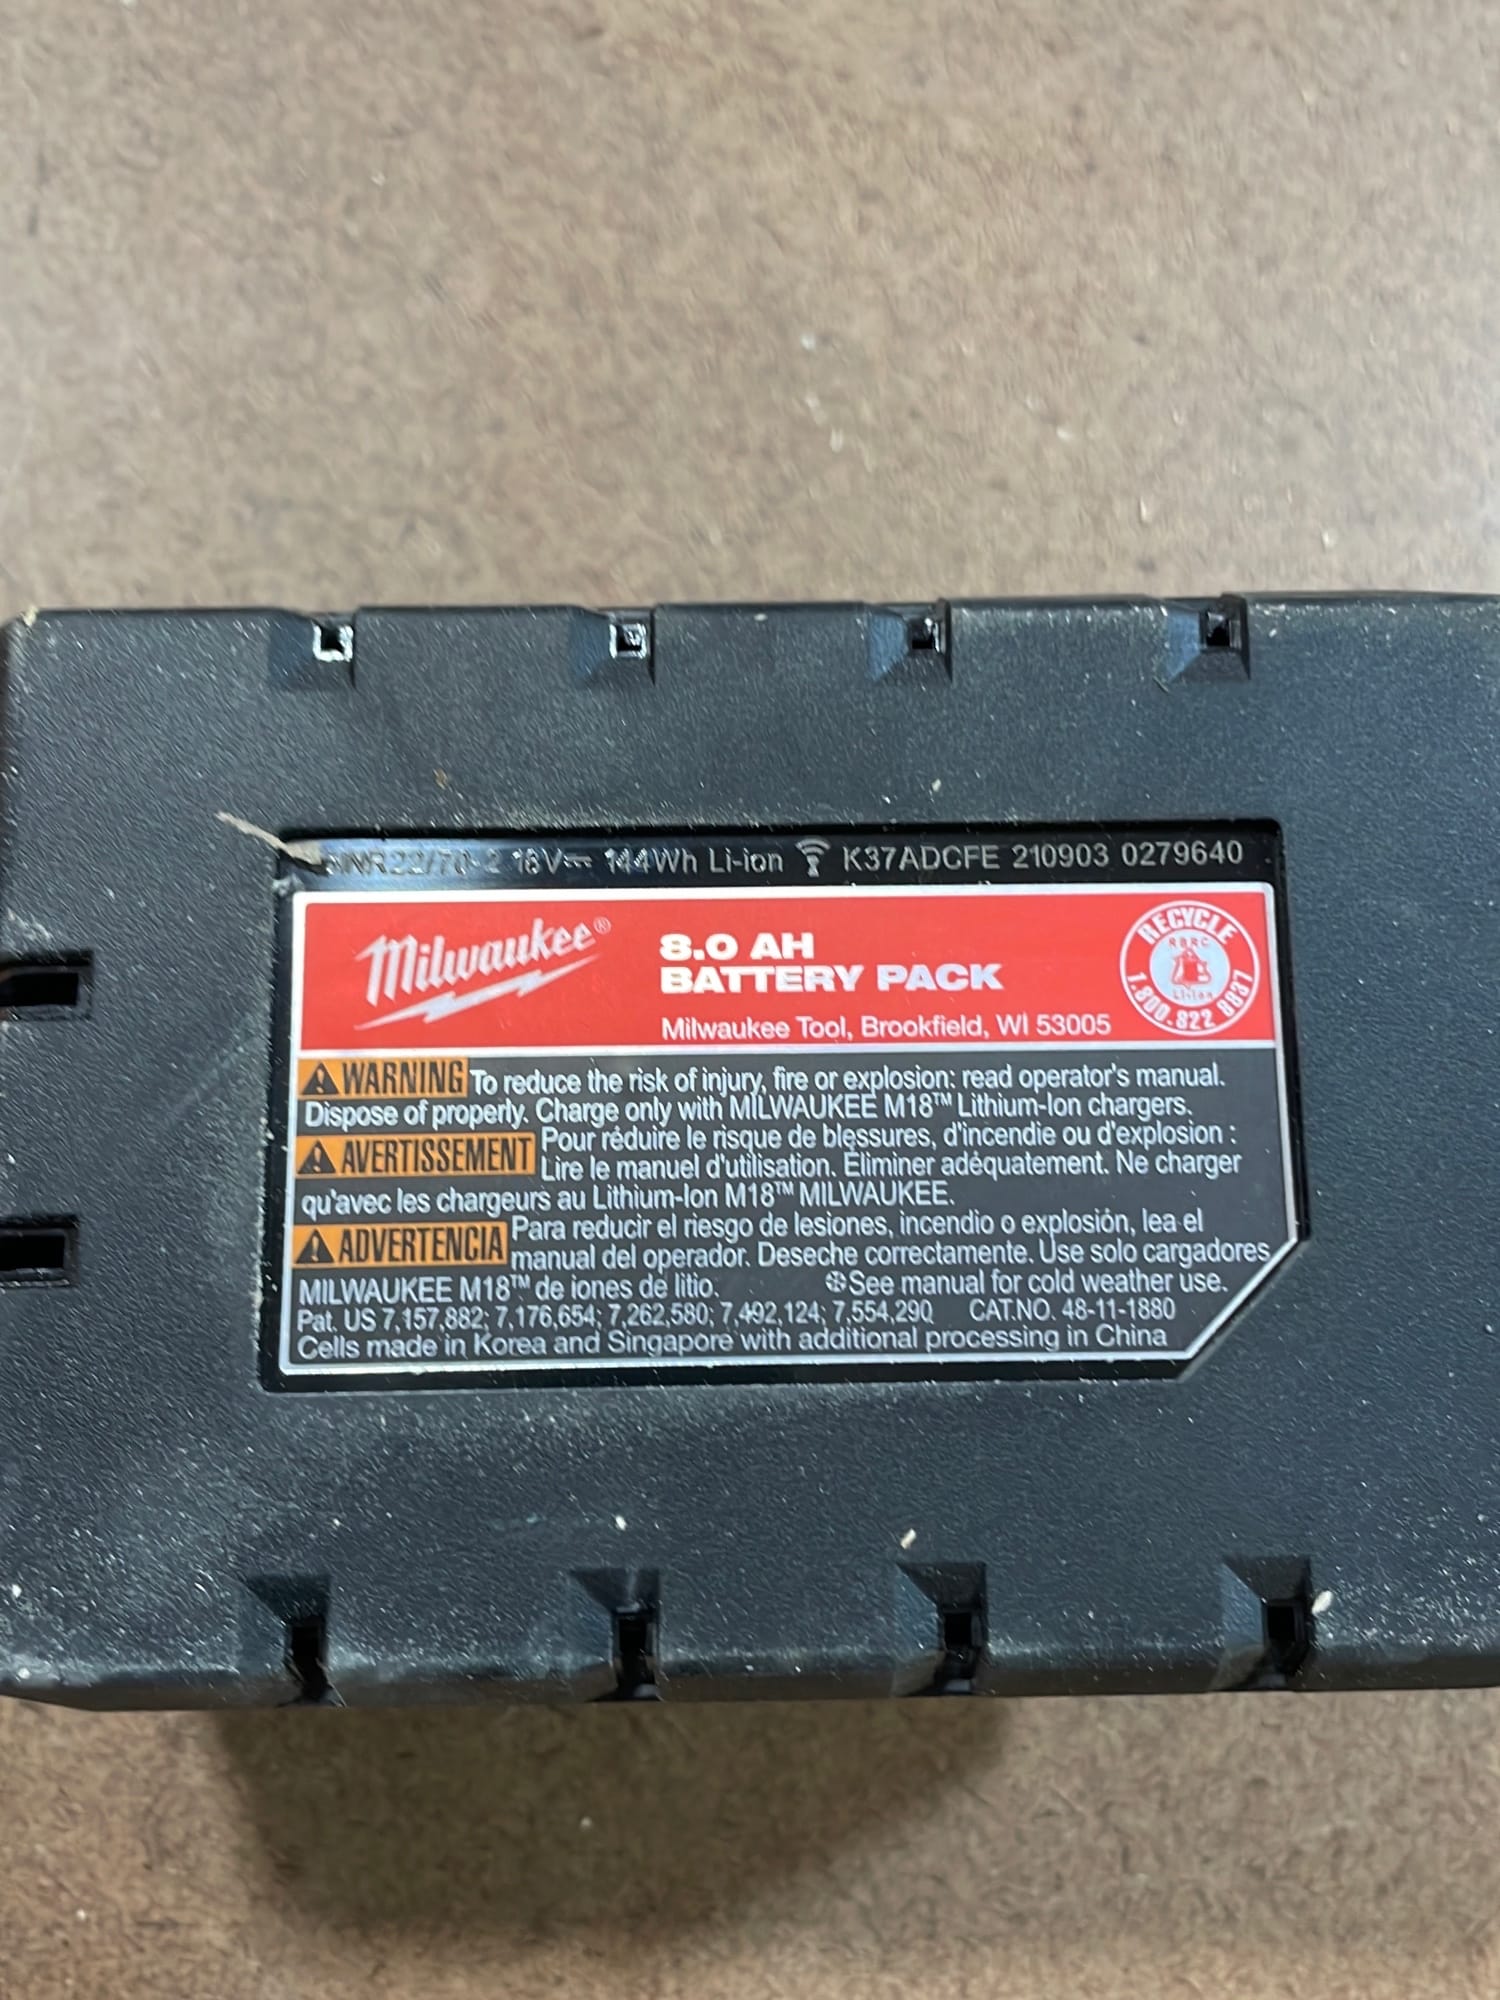 18V⎓ 144Wh Li-ion K37ADCFE 210903 0279640
Milwaukee®
8.0 AH
BATTERY PACK
Milwaukee Tool, Brookfield, WI 53005
RECYCLE
RBRC
Li-Ion
1.800.822 8837
WARNING To reduce the risk of injury, fire or explosion: read operator's manual.
Dispose of properly. Charge only with MILWAUKEE M18™ Lithium-Ion chargers.
AVERTISSEMENT Pour réduire le risque de blessures, d'incendie ou d'explosion :
Lire le manuel d'utilisation. Éliminer adéquatement. Ne charger
qu'avec les chargeurs au Lithium-Ion M18™ MILWAUKEE.
ADVERTENCIA Para reducir el riesgo de lesiones, incendio o explosión, lea el
manual del operador. Deseche correctamente. Use solo cargadores
MILWAUKEE M18™ de iones de litio. ❄See manual for cold weather use.
Pat. US 7,157,882; 7,176,654; 7,262,580; 7,492,124; 7,554,290 CAT.NO. 48-11-1880
Cells made in Korea and Singapore with additional processing in China